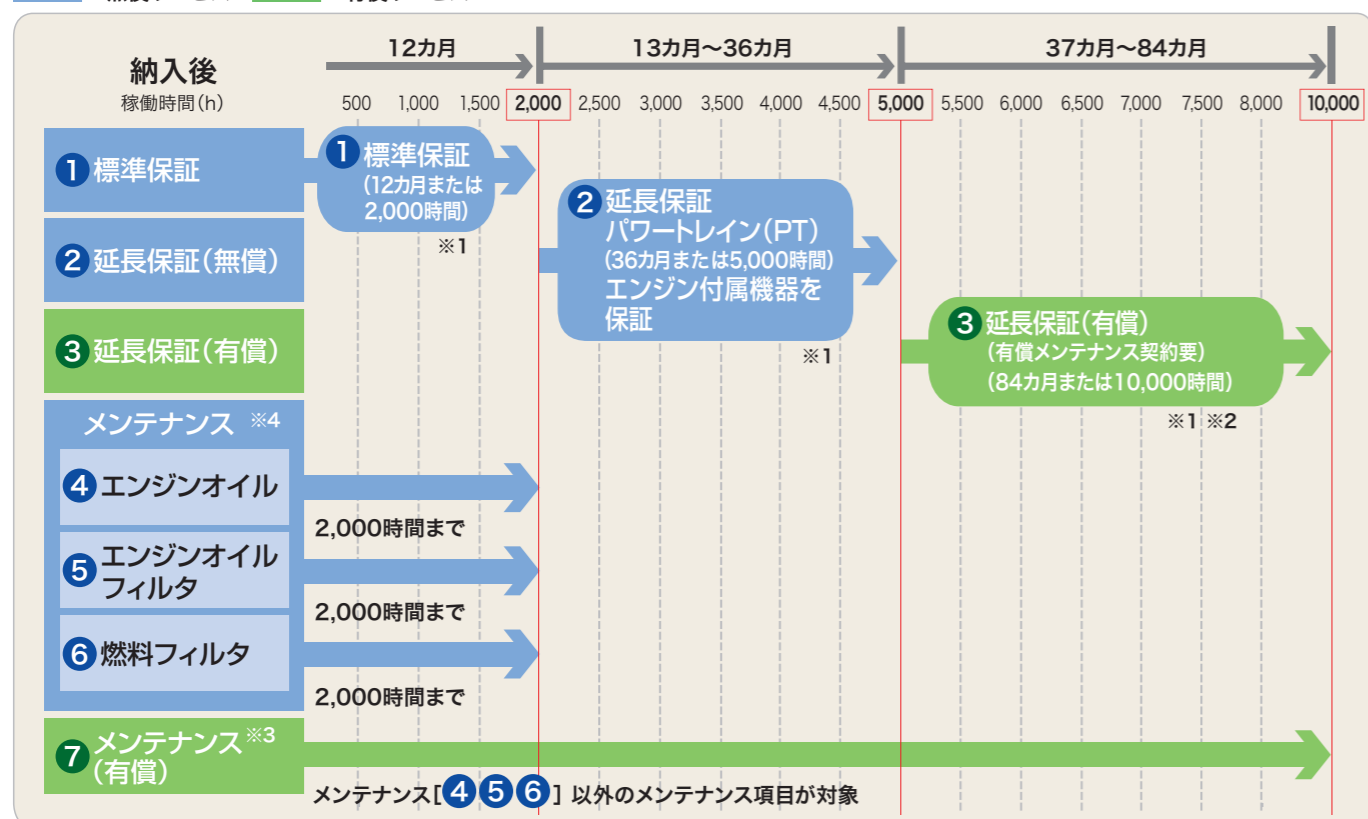 12カ月 13カ月〜36カ月 37カ月〜84カ月
納入後
稼働時間(h) 500 1,000 1,500 2,000 2,500 3,000 3,500 4,000 4,500 5,000 5,500 6,000 6,500 7,000 7,500 8,000 10,000
❶標準保証
❶標準保証
(12カ月または
2,000時間)
※1
❷延長保証(無償)
❷延長保証
パワートレイン(PT)
(36カ月または5,000時間)
エンジン付属機器を
保証
※1
❸延長保証(有償)
❸延長保証(有償)
(有償メンテナンス契約要)
(84カ月または10,000時間)
※1 ※2
メンテナンス ※4
❹エンジンオイル
2,000時間まで
❺エンジンオイル
フィルタ
2,000時間まで
❻燃料フィルタ
2,000時間まで
❼メンテナンス※3
(有償)
メンテナンス[❹❺❻] 以外のメンテナンス項目が対象